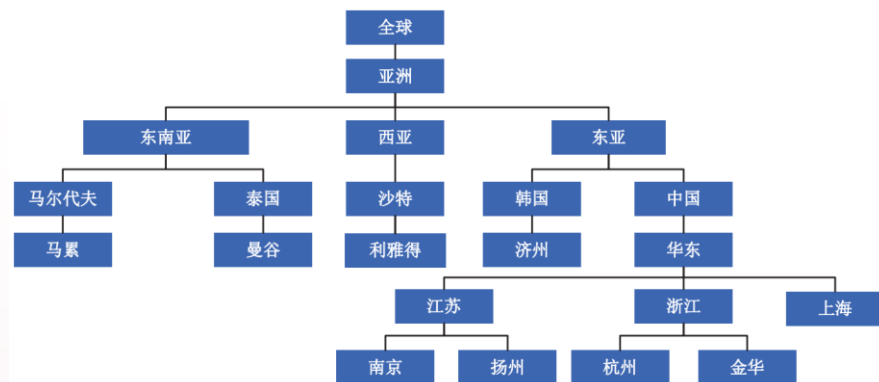 全球
亚洲
东南亚
西亚
东亚
马尔代夫
泰国
沙特
韩国
中国
马累
曼谷
利雅得
济州
华东
江苏
浙江
上海
南京
扬州
杭州
金华